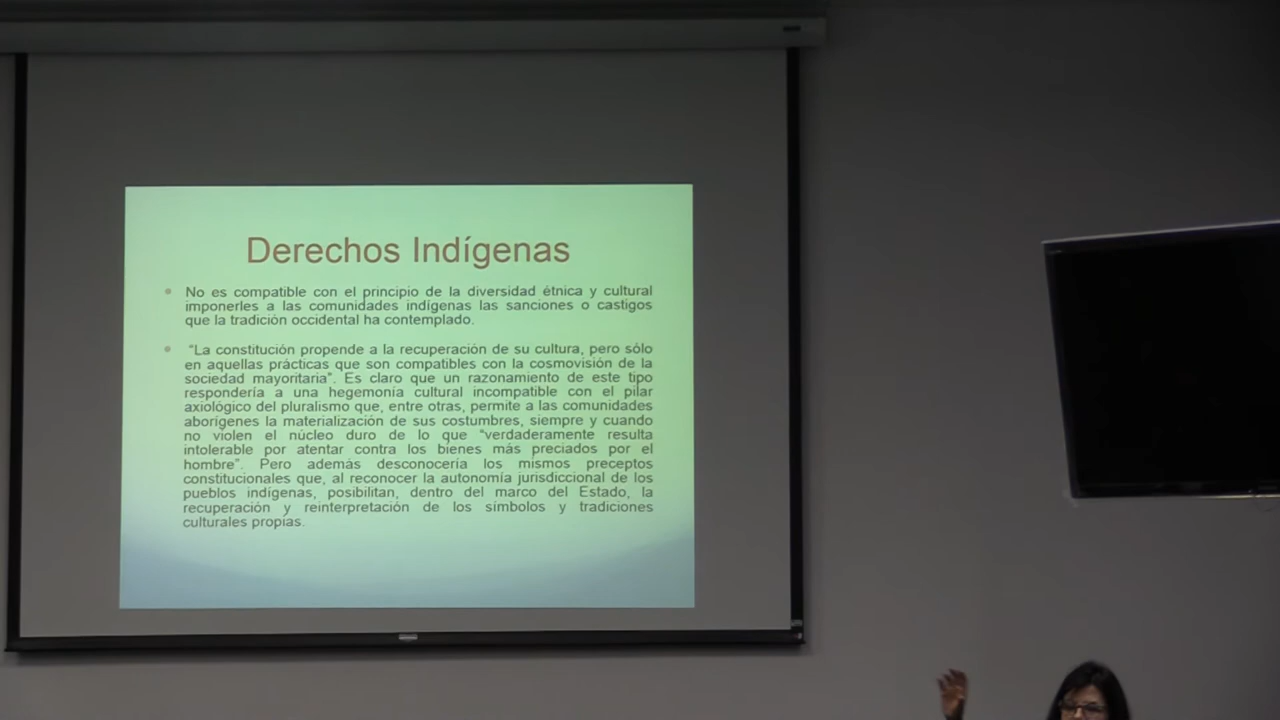 Derechos Indígenas
No es compatible con el principio de la diversidad étnica y cultural
imponerles a las comunidades indígenas las sanciones o castigos
que la tradición occidental ha contemplado.
“La constitución propende a la recuperación de su cultura, pero sólo
en aquellas prácticas que son compatibles con la cosmovisión de la
sociedad mayoritaria”. Es claro que un razonamiento de este tipo
respondería a una hegemonía cultural incompatible con el pilar
axiológico del pluralismo que, entre otras, permite a las comunidades
aborígenes la materialización de sus costumbres, siempre y cuando
no violen el núcleo duro de lo que “verdaderamente resulta
intolerable por atentar contra los bienes más preciados por el
hombre”. Pero además desconocería los mismos preceptos
constitucionales que, al reconocer la autonomía jurisdiccional de los
pueblos indígenas, posibilitan, dentro del marco del Estado, la
recuperación y reinterpretación de los símbolos y tradiciones
culturales propias.